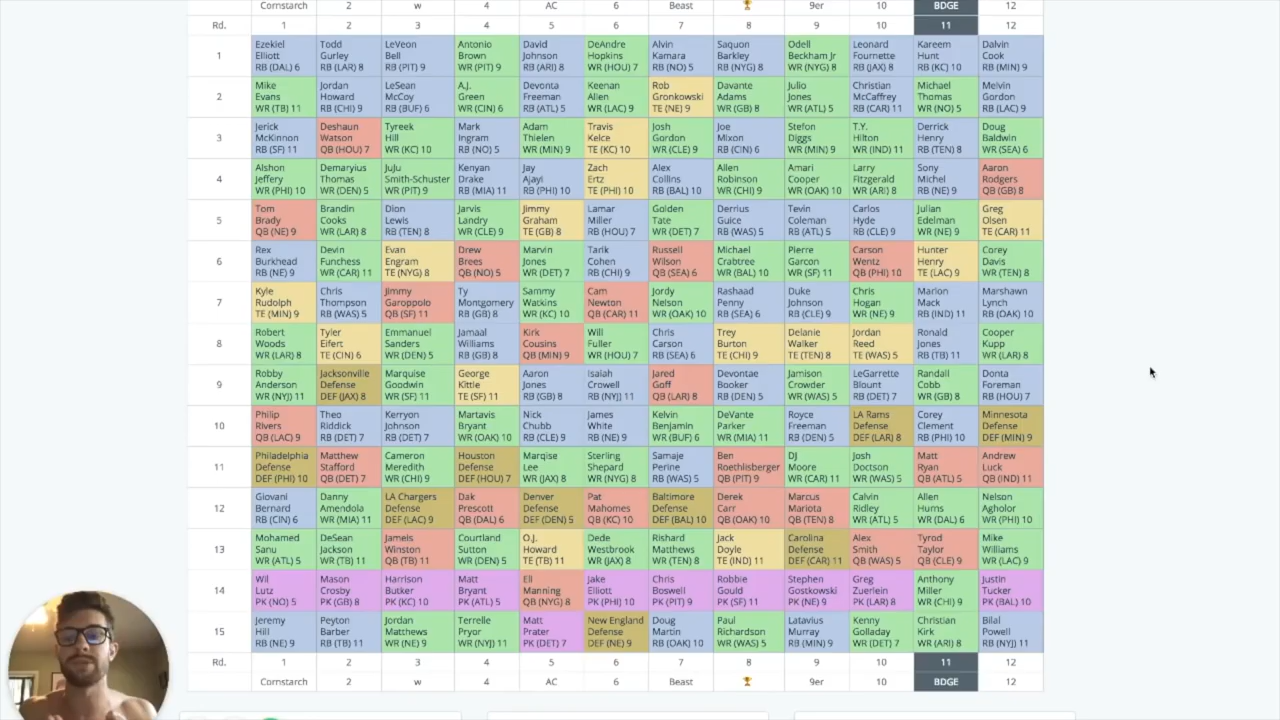 Cornstarch 2 w 4 AC 6 Beast 🏆 9er 10 BDGE 12
Rd. 1 2 3 4 5 6 7 8 9 10 11 12
1
Ezekiel Todd LeVeon Antonio David DeAndre Alvin Saquon Odell Leonard Kareem Dalvin
Elliott Gurley Bell Brown Johnson Hopkins Kamara Barkley Beckham Jr Fournette Hunt Cook
RB (DAL) 6 RB (LAR) 8 RB (PIT) 9 WR (PIT) 9 RB (ARI) 8 WR (HOU) 7 RB (NO) 5 RB (NYG) 8 WR (NYG) 8 RB (JAX) 8 RB (KC) 10 RB (MIN) 9
2
Mike Jordan LeSean A.J. Devonta Keenan Rob Davante Julio Christian Michael Melvin
Evans Howard McCoy Green Freeman Allen Gronkowski Adams Jones McCaffrey Thomas Gordon
WR (TB) 11 RB (CHI) 9 RB (BUF) 6 WR (CIN) 6 RB (ATL) 5 WR (LAC) 9 TE (NE) 9 WR (GB) 8 WR (ATL) 5 RB (CAR) 11 WR (NO) 5 RB (LAC) 9
3
Jerick Deshaun Tyreek Mark Adam Travis Josh Joe Stefon T.Y. Derrick Doug
McKinnon Watson Hill Ingram Thielen Kelce Gordon Mixon Diggs Hilton Henry Baldwin
RB (SF) 11 QB (HOU) 7 WR (KC) 10 RB (NO) 5 WR (MIN) 9 TE (KC) 10 WR (CLE) 9 RB (CIN) 6 WR (MIN) 9 WR (IND) 11 RB (TEN) 8 WR (SEA) 6
4
Alshon Demaryius JuJu Kenyan Jay Zach Alex Allen Amari Larry Sony Aaron
Jeffery Thomas Smith-Schuster Drake Ajayi Ertz Collins Robinson Cooper Fitzgerald Michel Rodgers
WR (PHI) 10 WR (DEN) 5 WR (PIT) 9 RB (MIA) 11 RB (PHI) 10 TE (PHI) 10 RB (BAL) 10 WR (CHI) 9 WR (OAK) 10 WR (ARI) 8 RB (NE) 9 QB (GB) 8
5
Tom Brandin Dion Jarvis Jimmy Lamar Golden Derrius Tevin Carlos Julian Greg
Brady Cooks Lewis Landry Graham Miller Tate Guice Coleman Hyde Edelman Olsen
QB (NE) 9 WR (LAR) 8 RB (TEN) 8 WR (CLE) 9 TE (GB) 8 RB (HOU) 7 WR (DET) 7 RB (WAS) 5 RB (ATL) 5 RB (CLE) 9 WR (NE) 9 TE (CAR) 11
6
Rex Devin Evan Drew Marvin Tarik Russell Michael Pierre Carson Hunter Corey
Burkhead Funchess Engram Brees Jones Cohen Wilson Crabtree Garcon Wentz Henry Davis
RB (NE) 9 WR (CAR) 11 TE (NYG) 8 QB (NO) 5 WR (DET) 7 RB (CHI) 9 QB (SEA) 6 WR (BAL) 10 WR (SF) 11 QB (PHI) 10 TE (LAC) 9 WR (TEN) 8
7
Kyle Chris Jimmy Ty Sammy Cam Jordy Rashaad Duke Chris Marlon Marshawn
Rudolph Thompson Garoppolo Montgomery Watkins Newton Nelson Penny Johnson Hogan Mack Lynch
TE (MIN) 9 RB (WAS) 5 QB (SF) 11 RB (GB) 8 WR (KC) 10 QB (CAR) 11 WR (OAK) 10 RB (SEA) 6 RB (CLE) 9 WR (NE) 9 RB (IND) 11 RB (OAK) 10
8
Robert Tyler Emmanuel Jamaal Kirk Will Chris Trey Delanie Jordan Ronald Cooper
Woods Eifert Sanders Williams Cousins Fuller Carson Burton Walker Reed Jones Kupp
WR (LAR) 8 TE (CIN) 6 WR (DEN) 5 RB (GB) 8 QB (MIN) 9 WR (HOU) 7 RB (SEA) 6 TE (CHI) 9 TE (TEN) 8 TE (WAS) 5 RB (TB) 11 WR (LAR) 8
9
Robby Jacksonville Marquise George Aaron Isaiah Jared Devontae Jamison LeGarrette Randall Donta
Anderson Defense Goodwin Kittle Jones Crowell Goff Booker Crowder Blount Cobb Foreman
WR (NYJ) 11 DEF (JAX) 8 WR (SF) 11 TE (SF) 11 RB (GB) 8 RB (NYJ) 11 QB (LAR) 8 RB (DEN) 5 WR (WAS) 5 RB (DET) 7 WR (GB) 8 RB (HOU) 7
10
Philip Theo Kerryon Martavis Nick James Kelvin DeVante Royce LA Rams Corey Minnesota
Rivers Riddick Johnson Bryant Chubb White Benjamin Parker Freeman Defense Clement Defense
QB (LAC) 9 RB (DET) 7 RB (DET) 7 WR (OAK) 10 RB (CLE) 9 RB (NE) 9 WR (BUF) 6 WR (MIA) 11 RB (DEN) 5 DEF (LAR) 8 RB (PHI) 10 DEF (MIN) 9
11
Philadelphia Matthew Cameron Houston Marqise Sterling Samaje Ben DJ Josh Matt Andrew
Defense Stafford Meredith Defense Lee Shepard Perine Roethlisberger Moore Doctson Ryan Luck
DEF (PHI) 10 QB (DET) 7 WR (CHI) 9 DEF (HOU) 7 WR (JAX) 8 WR (NYG) 8 RB (WAS) 5 QB (PIT) 9 WR (CAR) 11 WR (WAS) 5 QB (ATL) 5 QB (IND) 11
12
Giovani Danny LA Chargers Dak Denver Pat Baltimore Derek Marcus Calvin Allen Nelson
Bernard Amendola Defense Prescott Defense Mahomes Defense Carr Mariota Ridley Hurns Agholor
RB (CIN) 6 WR (MIA) 11 DEF (LAC) 9 QB (DAL) 6 DEF (DEN) 5 QB (KC) 10 DEF (BAL) 10 QB (OAK) 10 QB (TEN) 8 WR (ATL) 5 WR (DAL) 6 WR (PHI) 10
13
Mohamed DeSean Jameis Courtland O.J. Dede Rishard Jack Carolina Alex Tyrod Mike
Sanu Jackson Winston Sutton Howard Westbrook Matthews Doyle Defense Smith Taylor Williams
WR (ATL) 5 WR (TB) 11 QB (TB) 11 WR (DEN) 5 TE (TB) 11 WR (JAX) 8 WR (TEN) 8 TE (IND) 11 DEF (CAR) 11 QB (WAS) 5 QB (CLE) 9 WR (LAC) 9
14
Wil Mason Harrison Matt Eli Jake Chris Robbie Stephen Greg Anthony Justin
Lutz Crosby Butker Bryant Manning Elliott Boswell Gould Gostkowski Zuerlein Miller Tucker
PK (NO) 5 PK (GB) 8 PK (KC) 10 PK (ATL) 5 QB (NYG) 8 PK (PHI) 10 PK (PIT) 9 PK (SF) 11 PK (NE) 9 PK (LAR) 8 WR (CHI) 9 PK (BAL) 10
15
Jeremy Peyton Jordan Terrelle Matt New England Doug Paul Latavius Kenny Christian Bilal
Hill Barber Matthews Pryor Prater Defense Martin Richardson Murray Golladay Kirk Powell
RB (NE) 9 RB (TB) 11 WR (NE) 9 WR (NYJ) 11 PK (DET) 7 DEF (NE) 9 RB (OAK) 10 WR (WAS) 5 RB (MIN) 9 WR (DET) 7 WR (ARI) 8 RB (NYJ) 11
Rd. 1 2 3 4 5 6 7 8 9 10 11 12
Cornstarch 2 w 4 AC 6 Beast 🏆 9er 10 BDGE 12